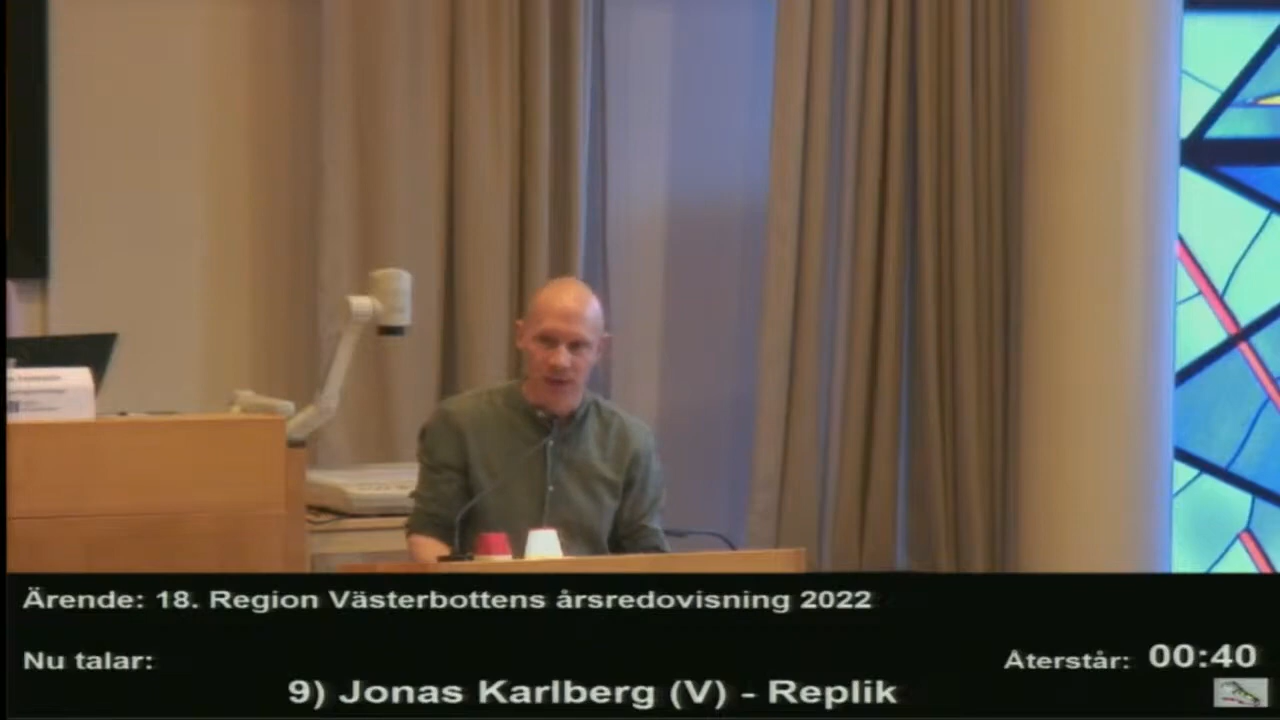 Ärende: 18. Region Västerbottens årsredovisning 2022
Nu talar:
Återstår: 00:40
9) Jonas Karlberg (V) - Replik